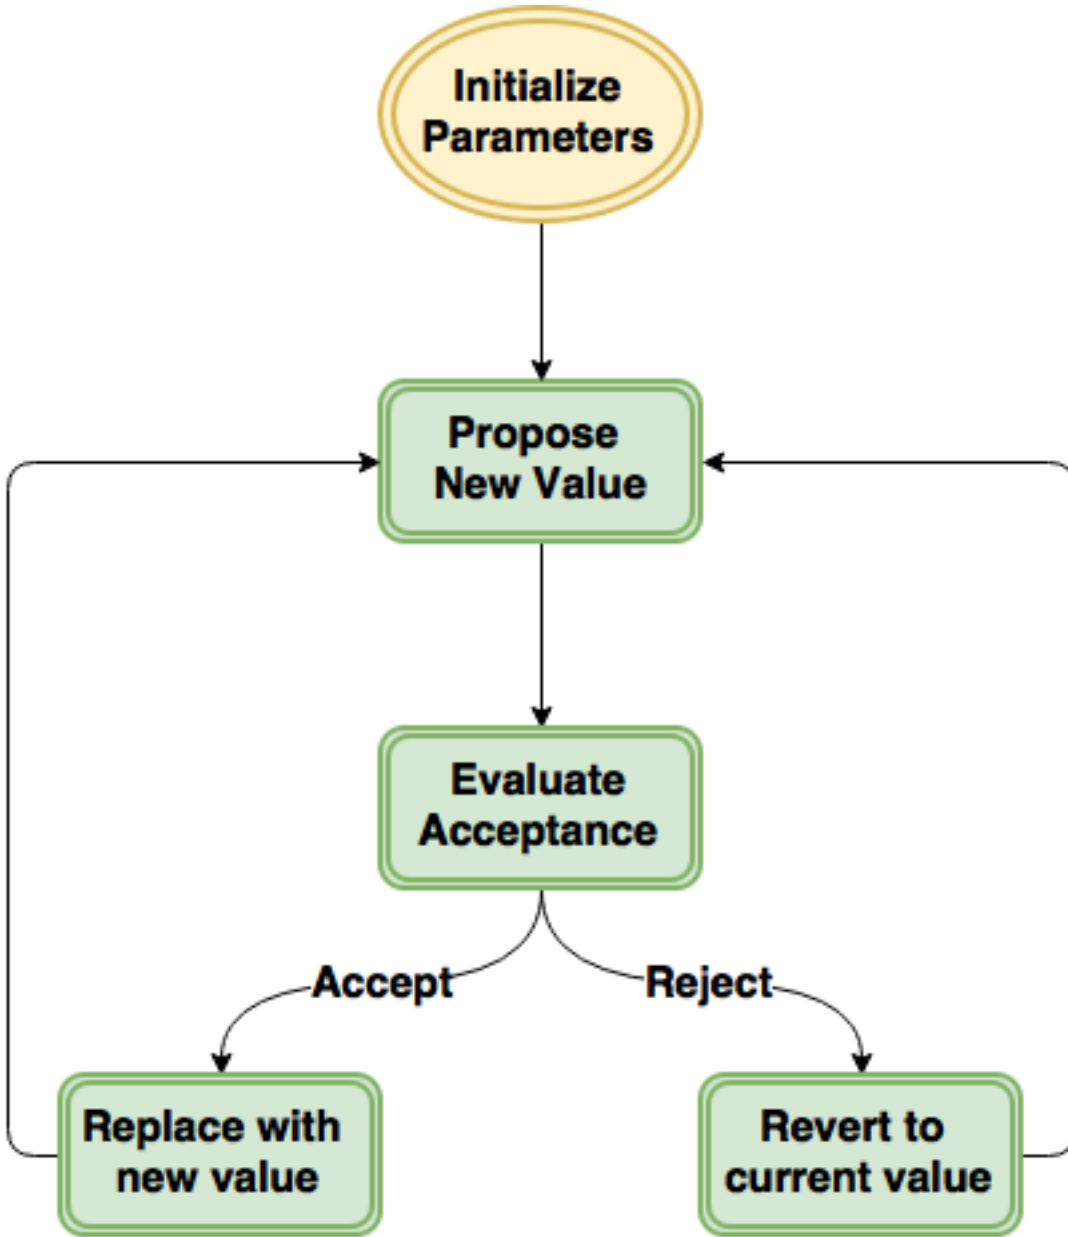 Initialize
Parameters
Propose
New Value
Evaluate
Acceptance
Accept
Reject
Replace with
new value
Revert to
current value